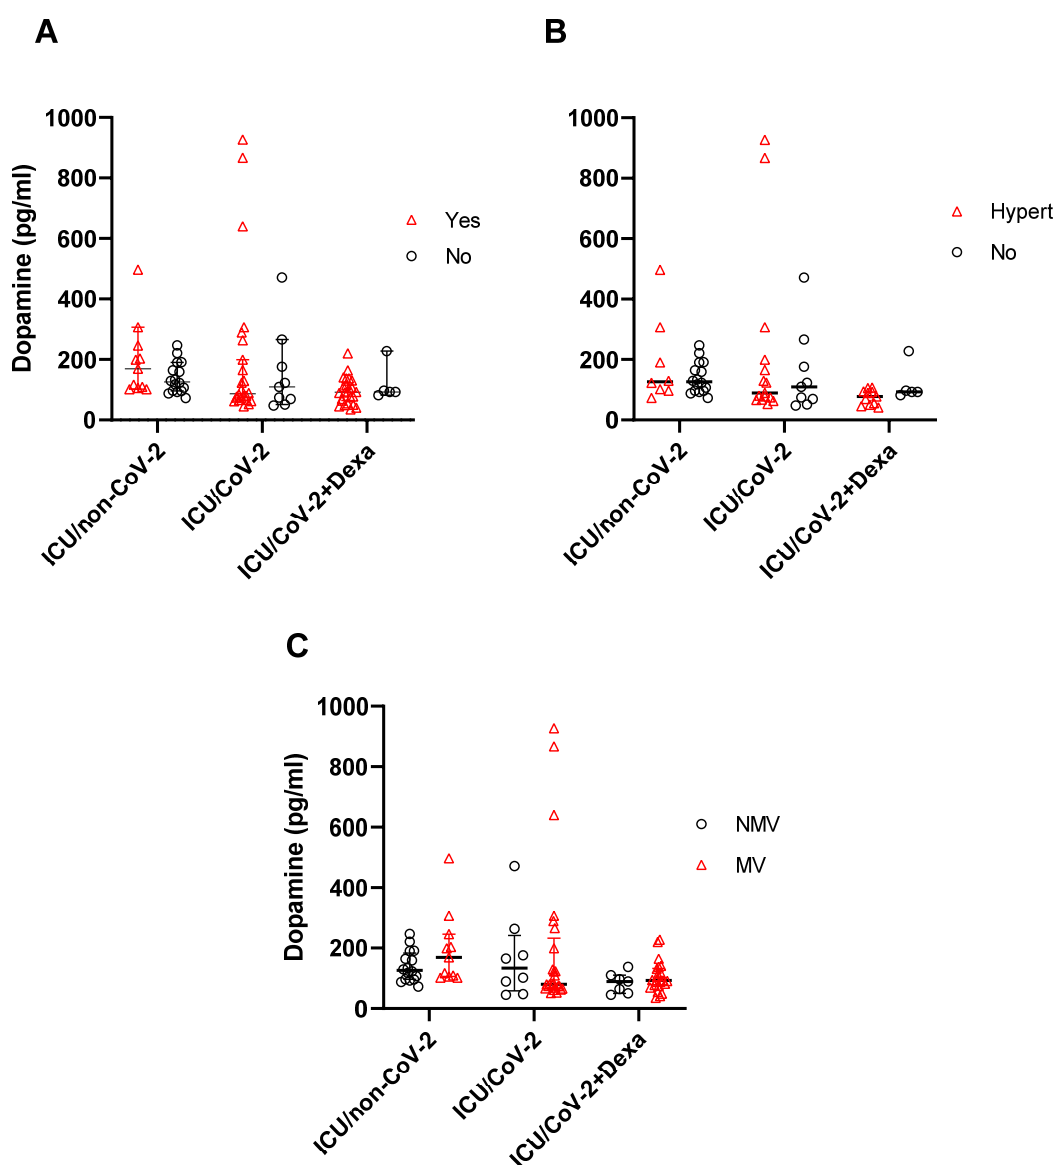 A
Dopamine (pg/ml)
1000
800
600
400
200
0
ICU/non-CoV-2
ICU/CoV-2
ICU/CoV-2+Dexa
Yes
No
B
1000
800
600
400
200
0
ICU/non-CoV-2
ICU/CoV-2
ICU/CoV-2+Dexa
Hypert
No
C
Dopamine (pg/ml)
1000
800
600
400
200
0
ICU/non-CoV-2
ICU/CoV-2
ICU/CoV-2+Dexa
NMV
MV